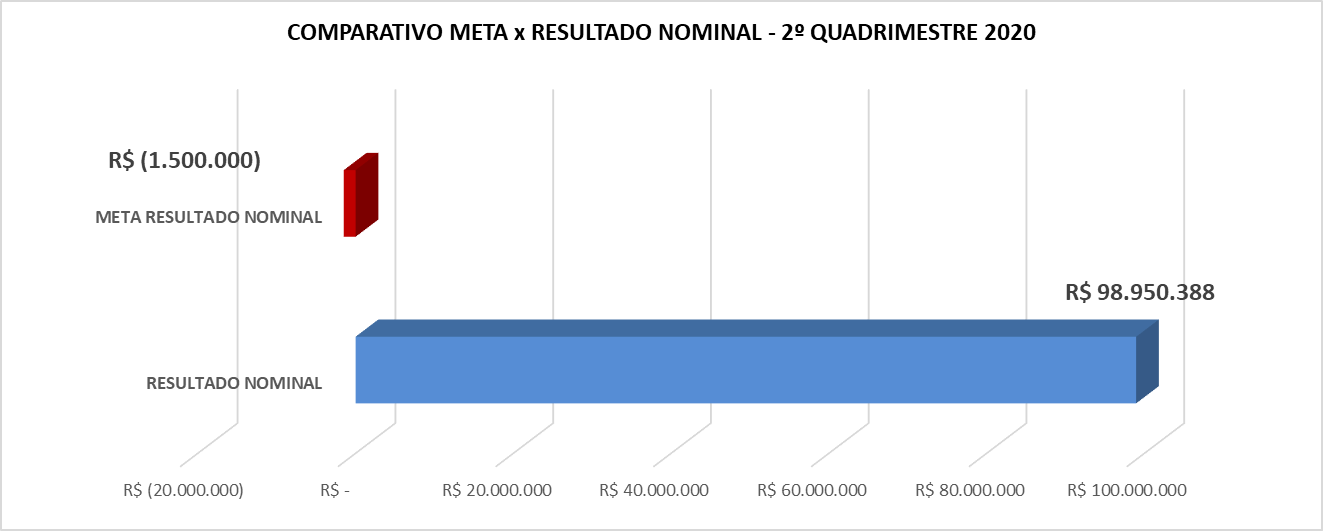 COMPARATIVO META x RESULTADO NOMINAL - 2º QUADRIMESTRE 2020
R$ (1.500.000)
META RESULTADO NOMINAL
R$ 98.950.388
RESULTADO NOMINAL
R$ (20.000.000)
R$ -
R$ 20.000.000
R$ 40.000.000
R$ 60.000.000
R$ 80.000.000
R$ 100.000.000